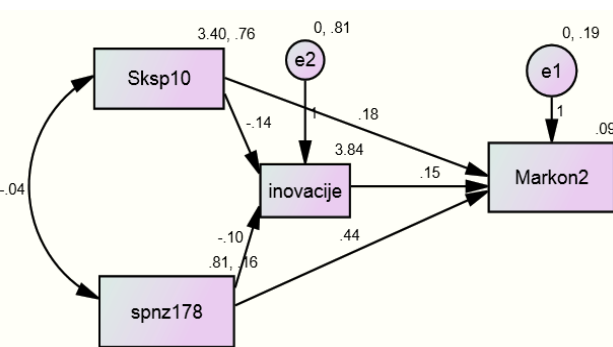 3.40, .76
0, .81
0, .19
Sksp10
e2
e1
1
1
.18
-.14
3.84
.09
-.04
inovacije
.15
Markon2
-.10
.44
.81, .16
spnz178